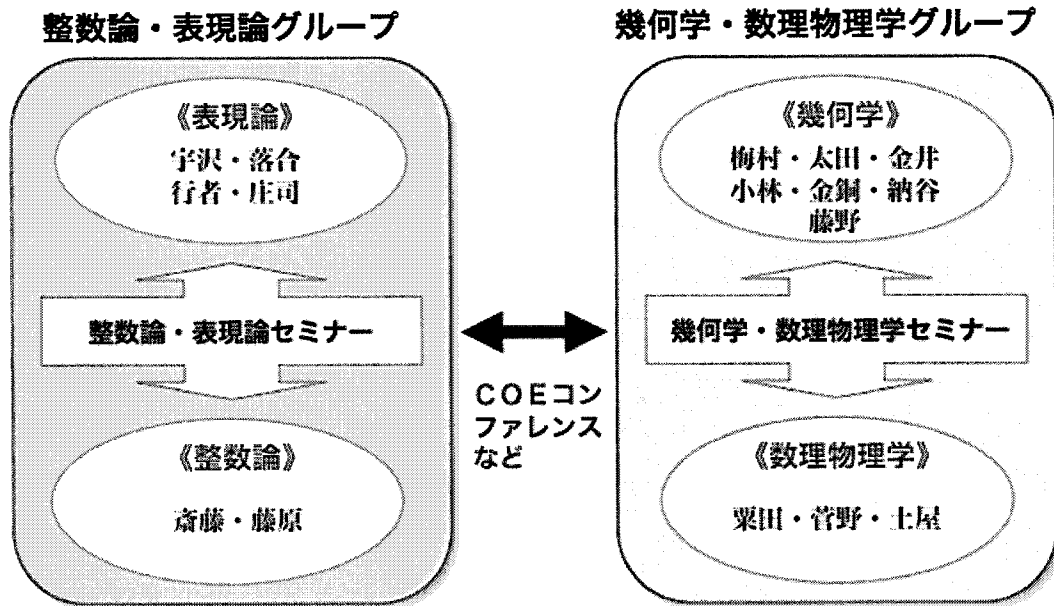 整数論・表現論グループ
《表現論》
宇沢・落合
行者・庄司
整数論・表現論セミナー
《整数論》
斎藤・藤原
COEコン
ファレンス
など
幾何学・数理物理学グループ
《幾何学》
梅村・太田・金井
小林・金銅・納谷
藤野
幾何学・数理物理学セミナー
《数理物理学》
粟田・菅野・土屋